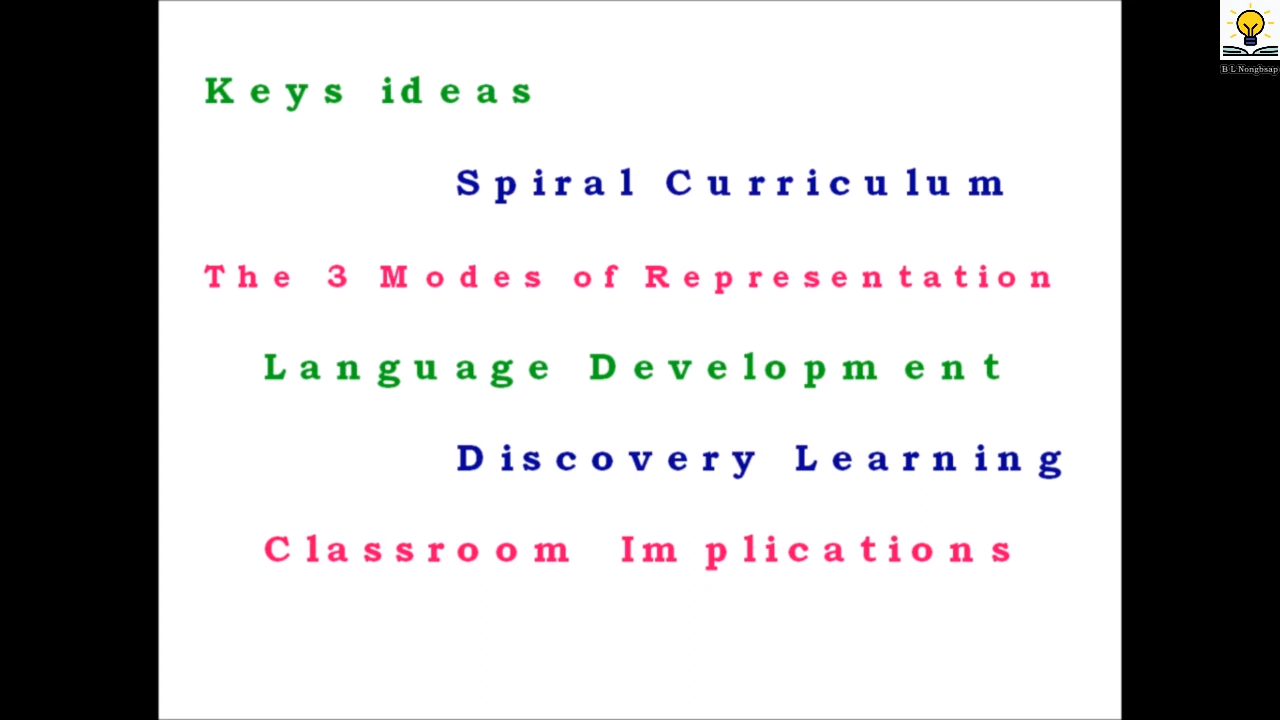 Keys ideas
Spiral Curriculum
The 3 Modes of Representation
Language Development
Discovery Learning
Classroom Implications
B L Nongbsap